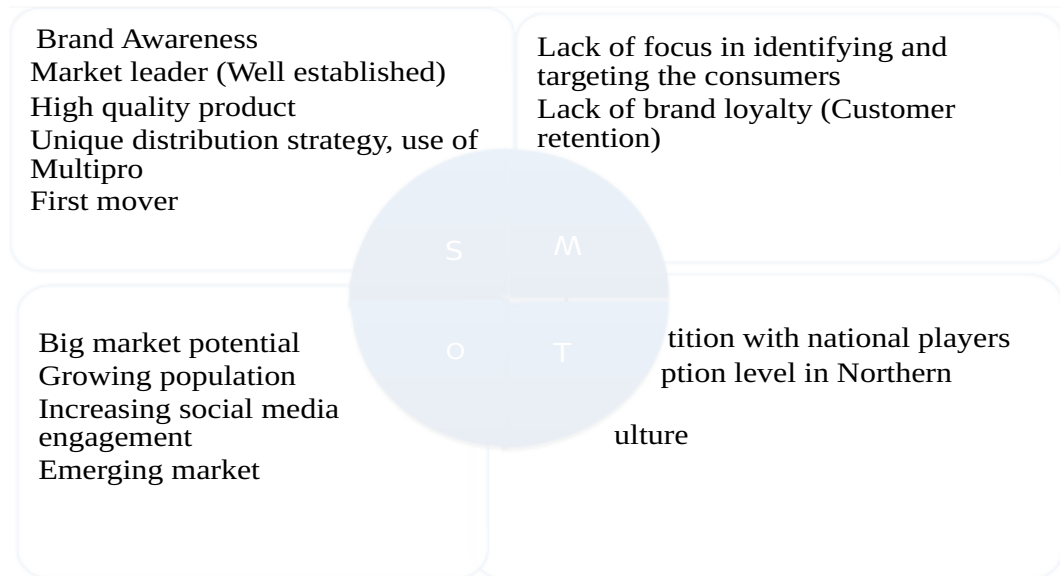 Brand Awareness
Market leader (Well established)
High quality product
Unique distribution strategy, use of
Multipro
First mover
Lack of focus in identifying and
targeting the consumers
Lack of brand loyalty (Customer
retention)
S
W
Big market potential
Growing population
Increasing social media
engagement
Emerging market
O
T
tition with national players
ption level in Northern
ulture